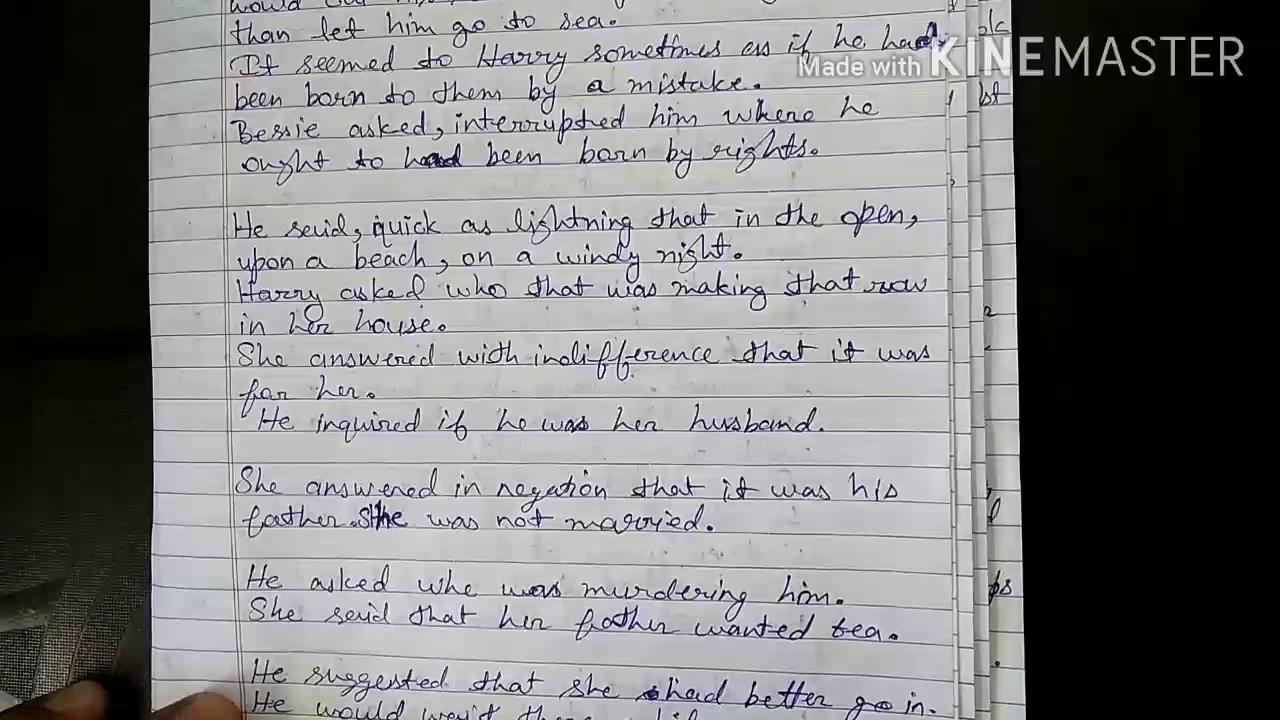 than let him go to sea.
It seemed to Harry sometimes as if he had
Made with KINEMASTER
been born to them by a mistake.
Bessie asked, interrupted him where he
ought to had been born by rights.
He said, quick as lightning that in the open,
upon a beach, on a windy night.
Harry asked who that was making that row
in her house.
She answered with indifference that it was
for her.
He inquired if he was her husband.
She answered in negation that it was his
father. She was not married.
He asked who was murdering him.
She said that her father wanted tea.
He suggested that she had better go in.
He would